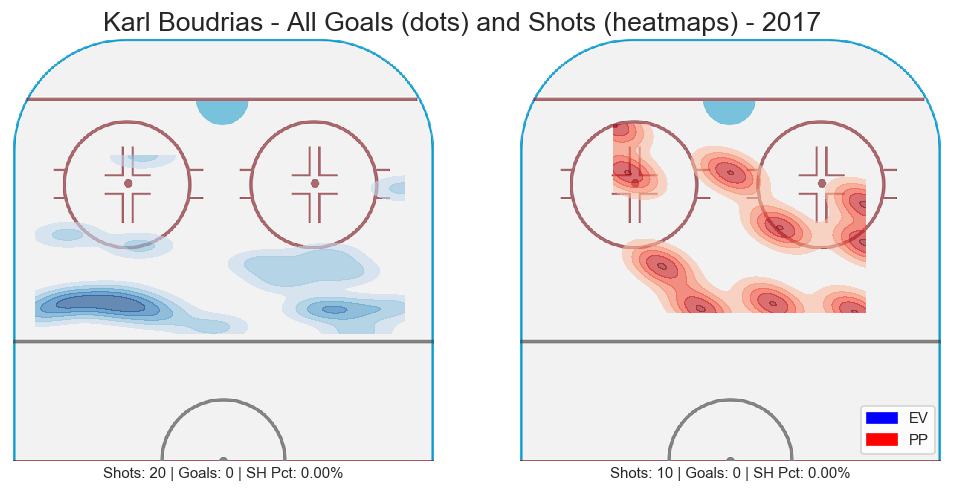 Karl Boudrias - All Goals (dots) and Shots (heatmaps) - 2017
EV
PP
Shots: 20 | Goals: 0 | SH Pct: 0.00%
Shots: 10 | Goals: 0 | SH Pct: 0.00%